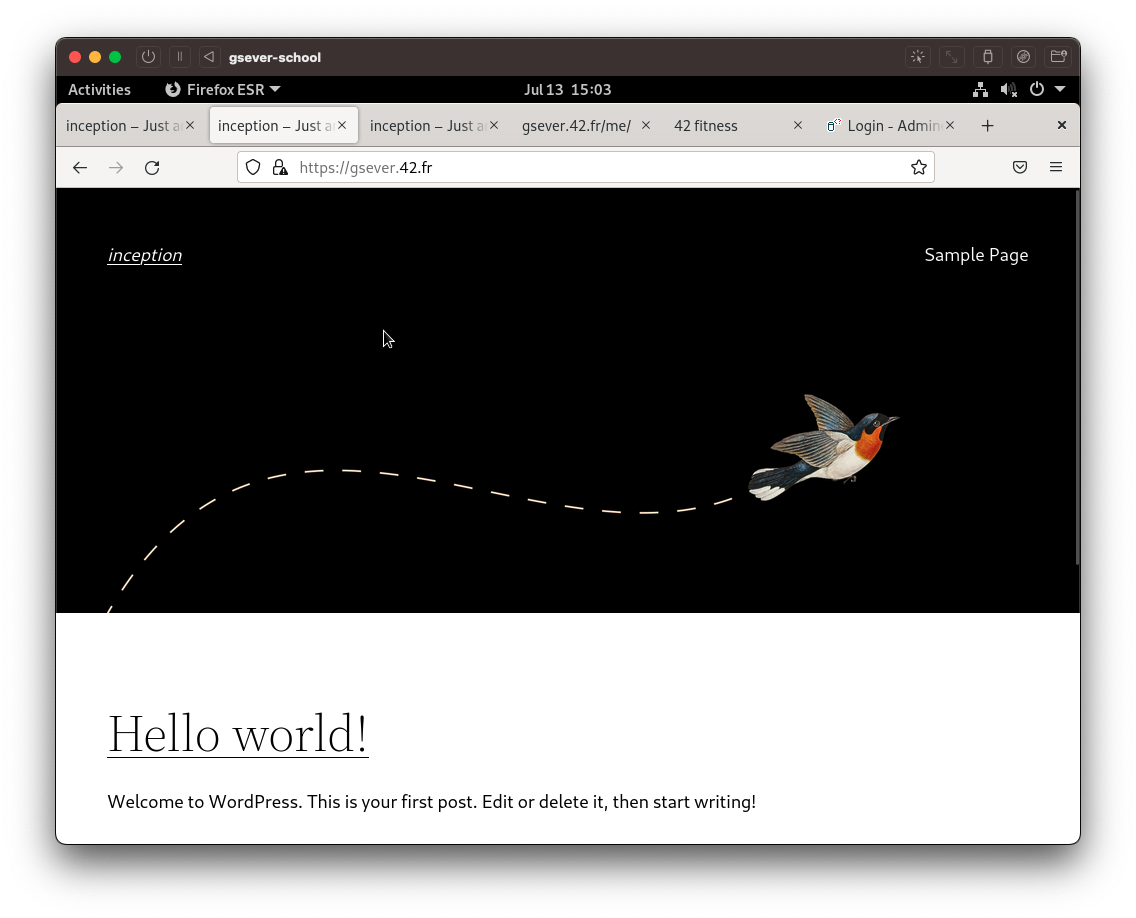 gsever-school
Activities Firefox ESR Jul 13 15:03
inception – Just a inception – Just a inception – Just a gsever.42.fr/me/ 42 fitness Login - Admin
https://gsever.42.fr
inception Sample Page
Hello world!
Welcome to WordPress. This is your first post. Edit or delete it, then start writing!